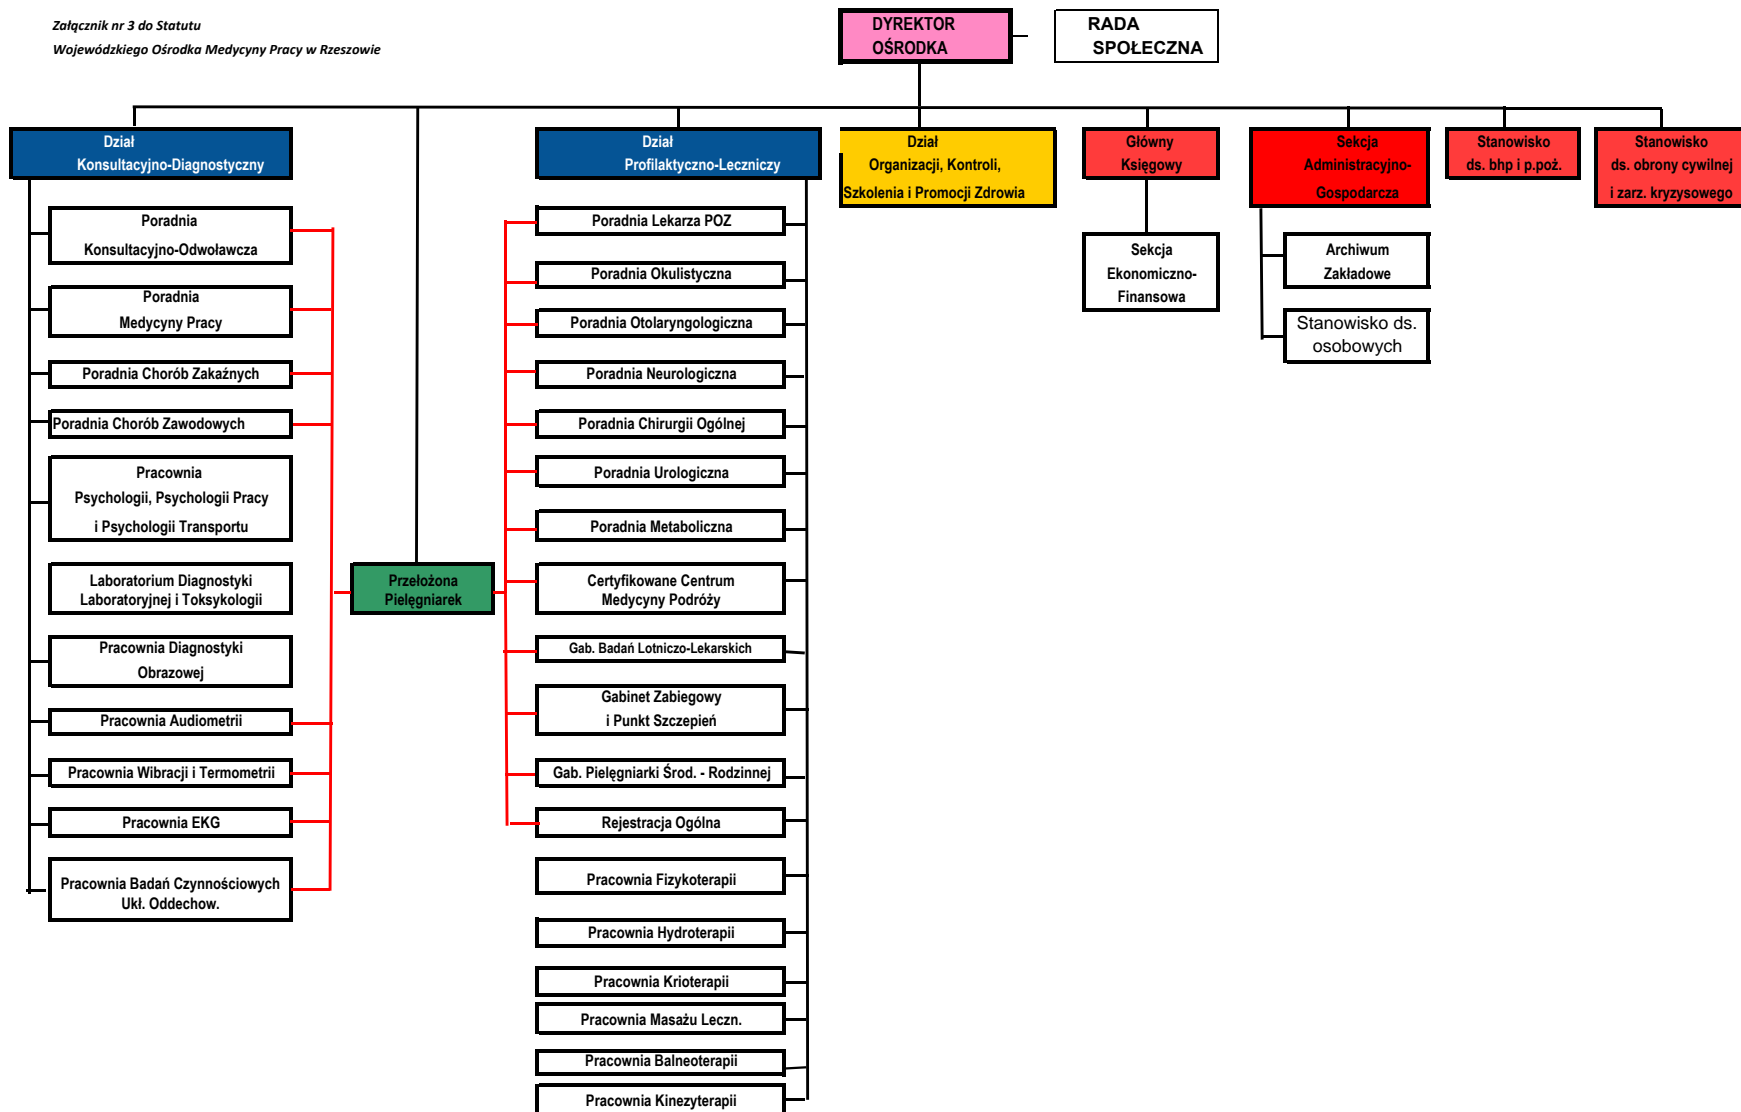 Załącznik nr 3 do Statutu
Wojewódzkiego Ośrodka Medycyny Pracy w Rzeszowie
DYREKTOR
OŚRODKA
RADA
SPOŁECZNA
Dział
Konsultacyjno-Diagnostyczny
Dział
Profilaktyczno-Leczniczy
Dział
Organizacji, Kontroli,
Szkolenia i Promocji Zdrowia
Główny
Księgowy
Sekcja
Administracyjno-
Gospodarcza
Stanowisko
ds. bhp i p.poż.
Stanowisko
ds. obrony cywilnej
i zarz. kryzysowego
Poradnia
Konsultacyjno-Odwoławcza
Poradnia
Medycyny Pracy
Poradnia Chorób Zakaźnych
Poradnia Chorób Zawodowych
Pracownia
Psychologii, Psychologii Pracy
i Psychologii Transportu
Laboratorium Diagnostyki
Laboratoryjnej i Toksykologii
Pracownia Diagnostyki
Obrazowej
Pracownia Audiometrii
Pracownia Wibracji i Termometrii
Pracownia EKG
Pracownia Badań Czynnościowych
Ukł. Oddechow.
Przełożona
Pielęgniarek
Poradnia Lekarza POZ
Poradnia Okulistyczna
Poradnia Otolaryngologiczna
Poradnia Neurologiczna
Poradnia Chirurgii Ogólnej
Poradnia Urologiczna
Poradnia Metaboliczna
Certyfikowane Centrum
Medycyny Podróży
Gab. Badań Lotniczo-Lekarskich
Gabinet Zabiegowy
i Punkt Szczepień
Gab. Pielęgniarki Środ. - Rodzinnej
Rejestracja Ogólna
Pracownia Fizykoterapii
Pracownia Hydroterapii
Pracownia Krioterapii
Pracownia Masażu Leczn.
Pracownia Balneoterapii
Pracownia Kinezyterapii
Sekcja
Ekonomiczno-
Finansowa
Archiwum
Zakładowe
Stanowisko ds.
osobowych